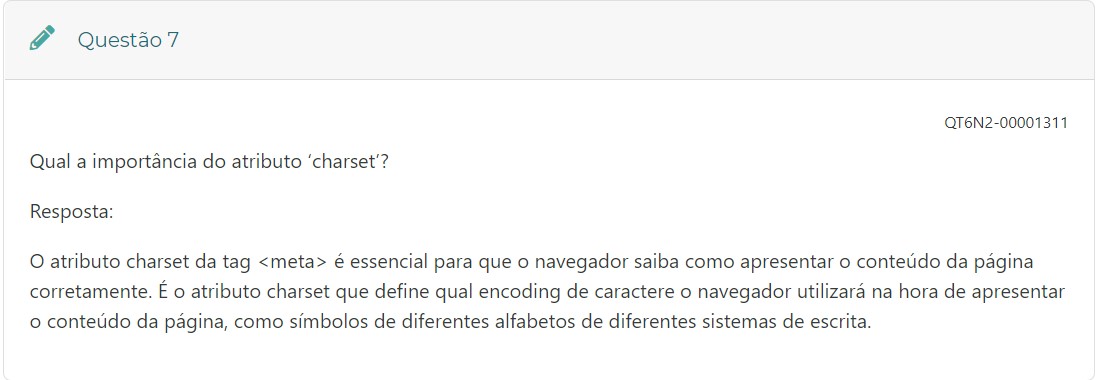 Questão 7
QT6N2-00001311
Qual a importância do atributo ‘charset’?
Resposta:
O atributo charset da tag <meta> é essencial para que o navegador saiba como apresentar o conteúdo da página
corretamente. É o atributo charset que define qual encoding de caractere o navegador utilizará na hora de apresentar
o conteúdo da página, como símbolos de diferentes alfabetos de diferentes sistemas de escrita.